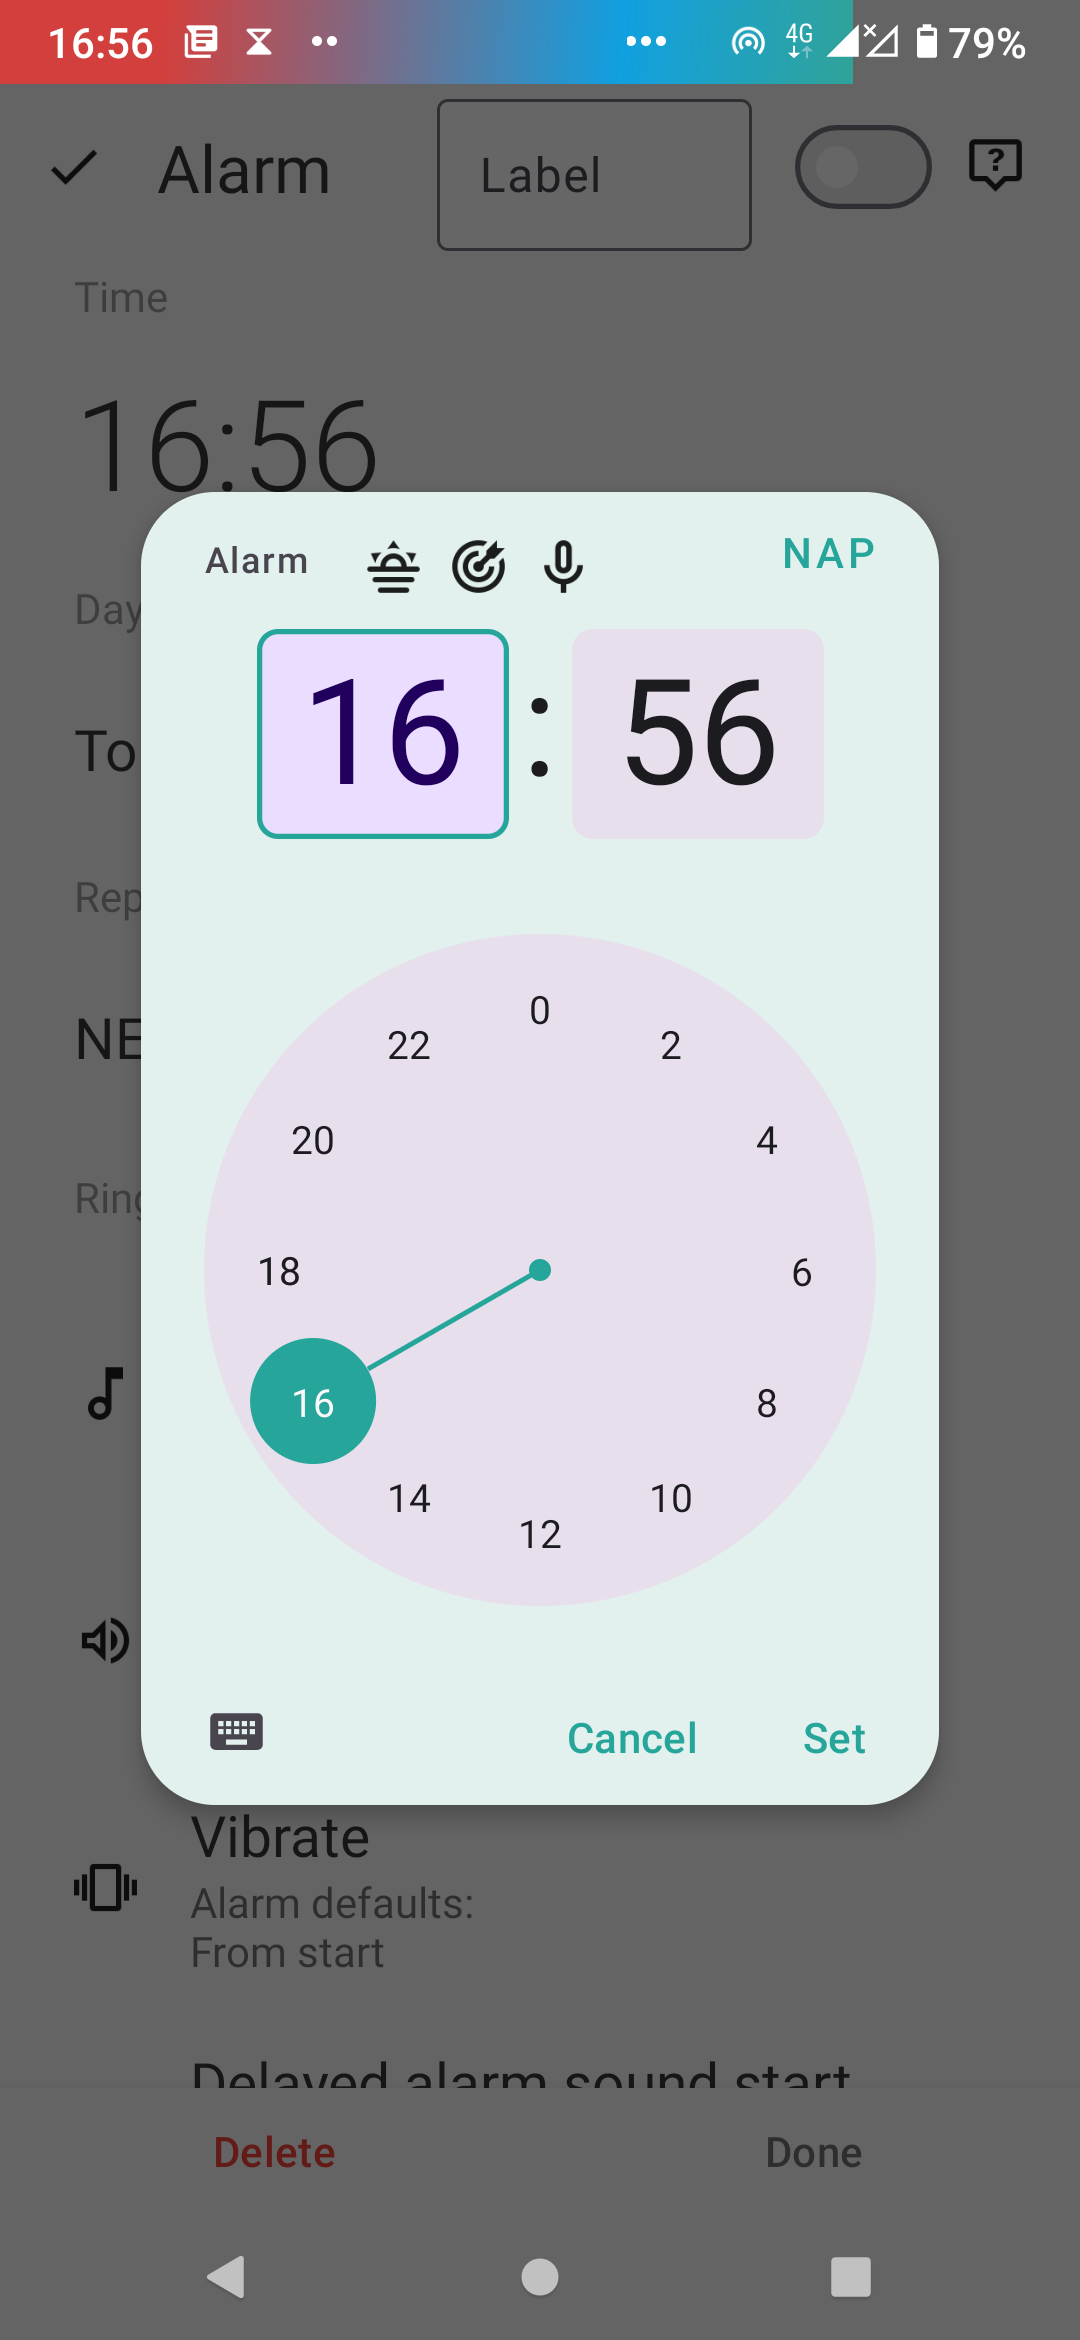 16:56
4G
79%
Alarm
Label
?
Time
16:56
Alarm
NAP
Day
16:56
To
Rep
NE
Ring
0
2
4
6
8
10
12
14
16
18
20
22
Cancel
Set
Vibrate
Alarm defaults:
From start
Delayed alarm sound start
Delete
Done